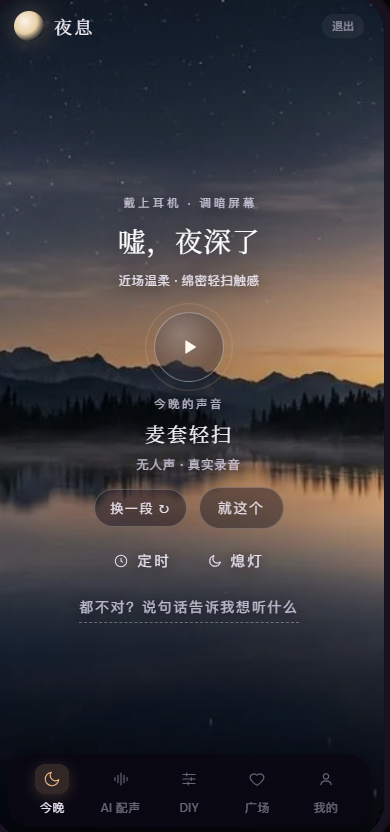 夜息
退出
戴上耳机 · 调暗屏幕
嘘，夜深了
近场温柔 · 绵密轻扫触感
今晚的声音
麦套轻扫
无人声 · 真实录音
换一段 ↻
就这个
定时
熄灯
都不对？说句话告诉我想听什么
今晚
AI 配声
DIY
广场
我的